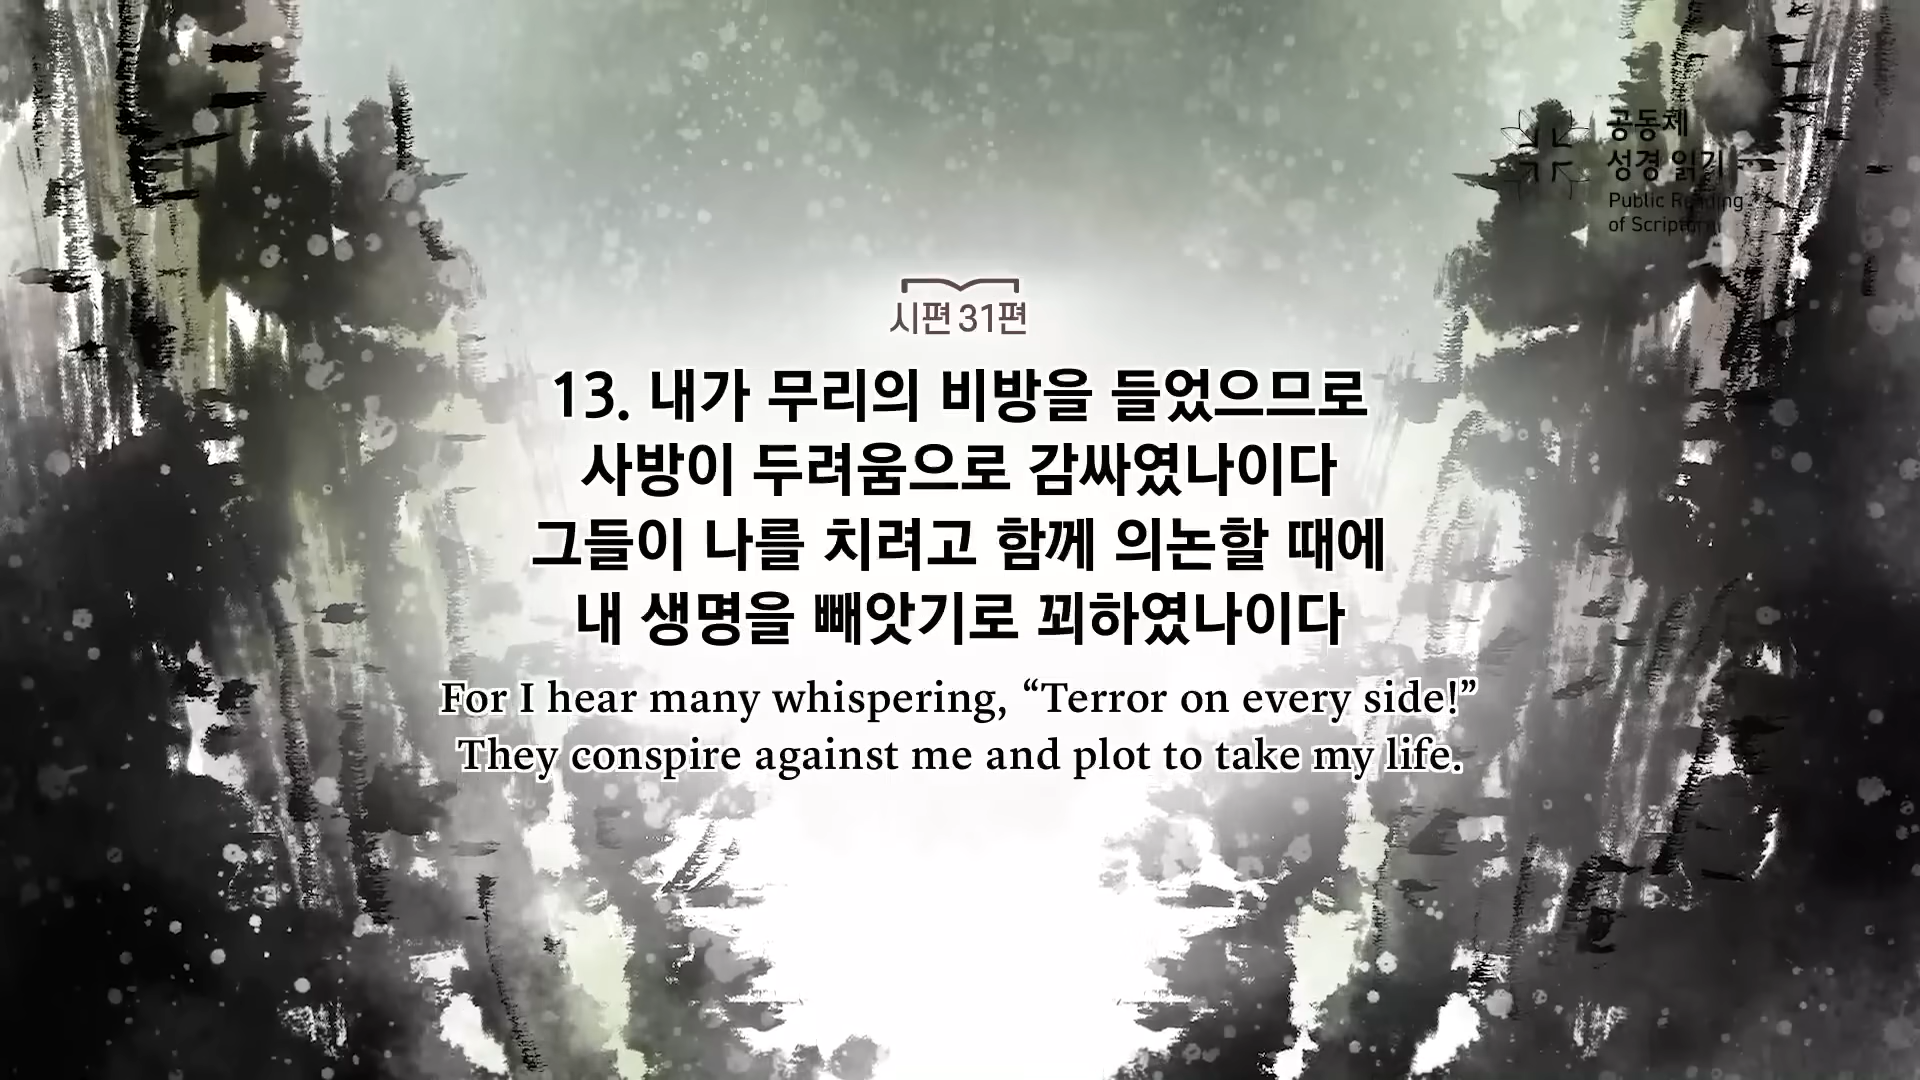 공동체
성경 읽기
Public Reading
of Scripture
시편 31편
13. 내가 무리의 비방을 들었으므로
사방이 두려움으로 감싸였나이다
그들이 나를 치려고 함께 의논할 때에
내 생명을 빼앗기로 꾀하였나이다
For I hear many whispering, “Terror on every side!”
They conspire against me and plot to take my life.